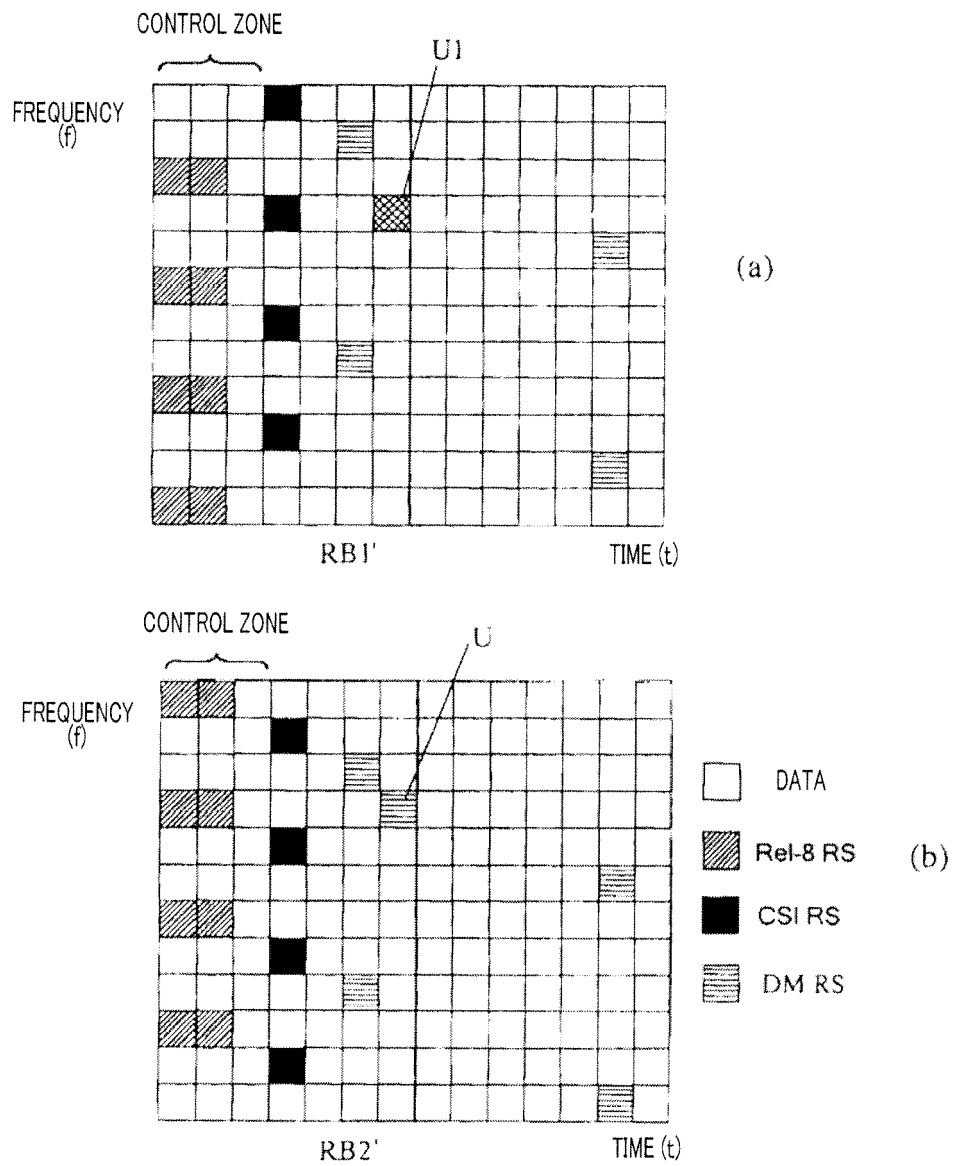 CONTROL ZONE
U1
FREQUENCY
(f)
(a)
RB1'
TIME (t)
CONTROL ZONE
U
FREQUENCY
(f)
DATA
Rel-8 RS
(b)
CSI RS
DM RS
RB2'
TIME (t)